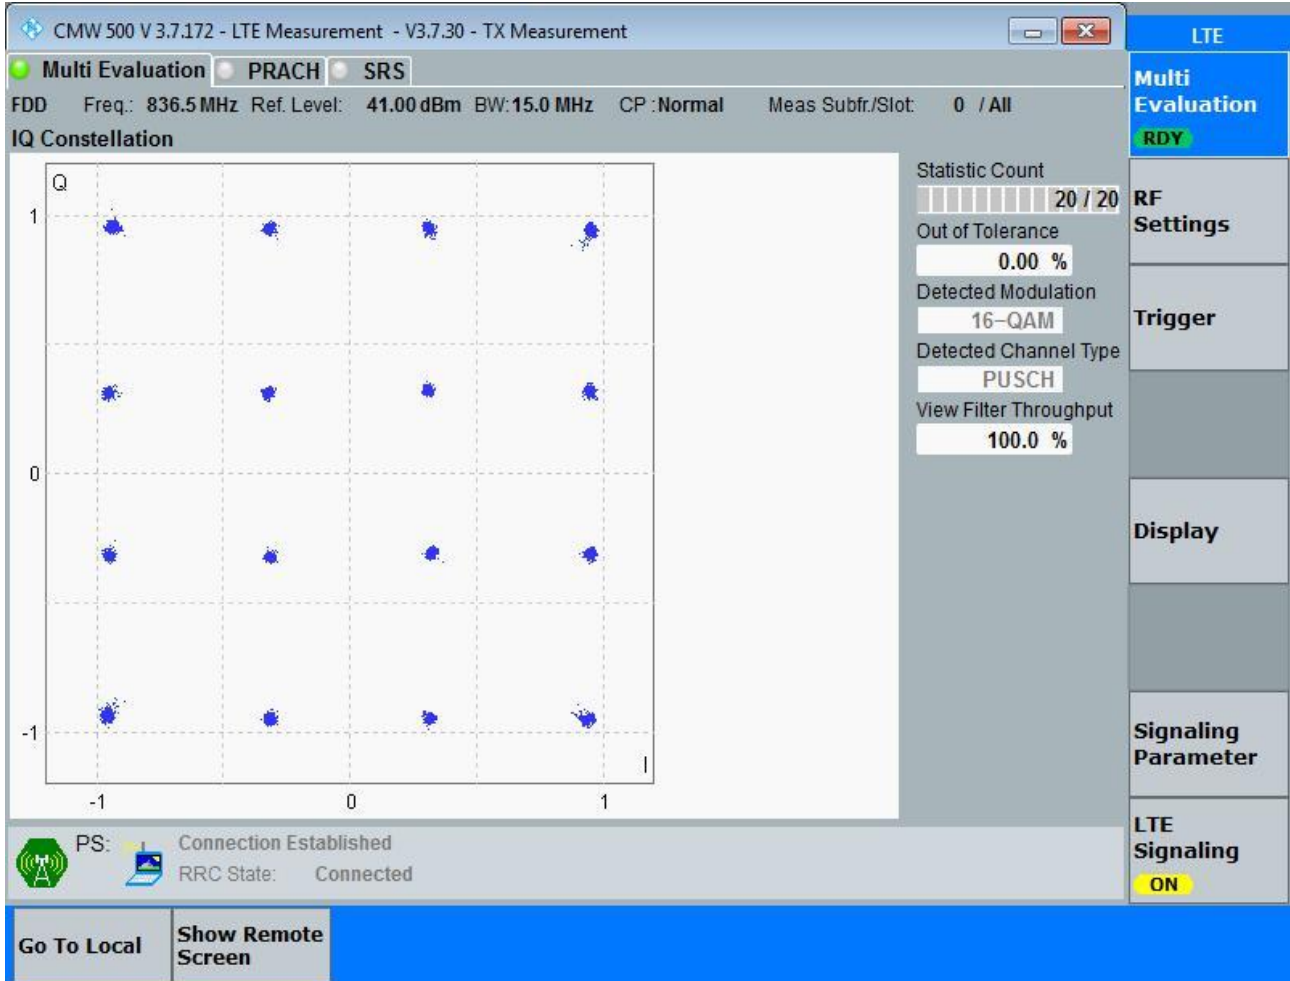 CMW 500 V 3.7.172 - LTE Measurement - V3.7.30 - TX Measurement
LTE
Multi Evaluation PRACH SRS
FDD Freq.: 836.5 MHz Ref. Level: 41.00 dBm BW: 15.0 MHz CP : Normal Meas Subfr./Slot: 0 / All
IQ Constellation
Q
1
0
-1
-1 0 1
I
Statistic Count
20 / 20
Out of Tolerance
0.00 %
Detected Modulation
16-QAM
Detected Channel Type
PUSCH
View Filter Throughput
100.0 %
Multi
Evaluation
RDY
RF
Settings
Trigger
Display
Signaling
Parameter
LTE
Signaling
ON
PS: Connection Established
RRC State: Connected
Go To Local
Show Remote
Screen